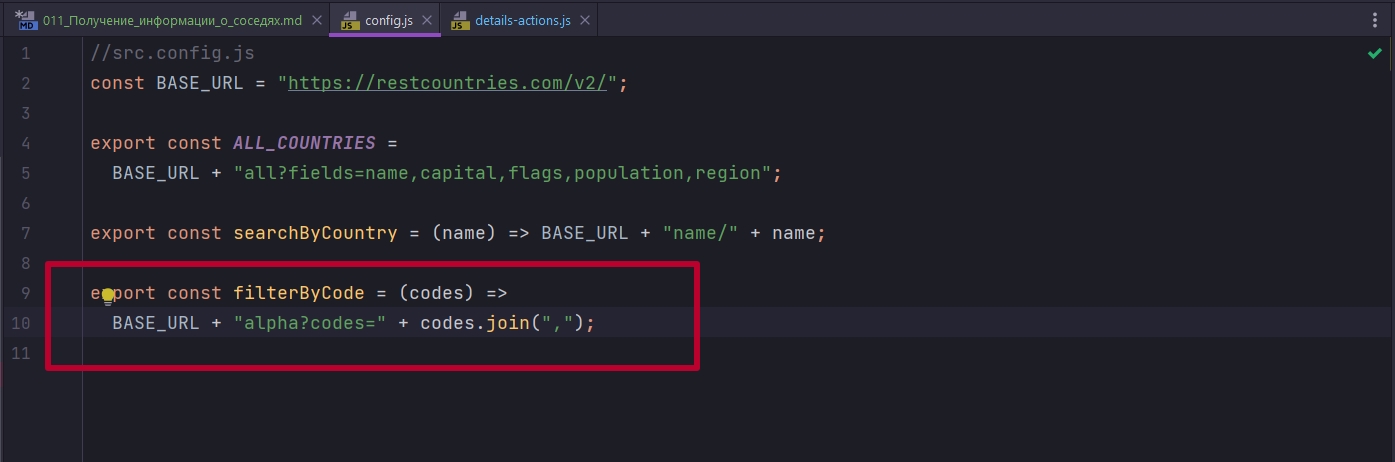 MD 011_Получение_информации_о_соседях.md
JS config.js
JS details-actions.js
1 //src.config.js
2 const BASE_URL = "https://restcountries.com/v2/";
3
4 export const ALL_COUNTRIES =
5 BASE_URL + "all?fields=name,capital,flags,population,region";
6
7 export const searchByCountry = (name) => BASE_URL + "name/" + name;
8
9 export const filterByCode = (codes) =>
10 BASE_URL + "alpha?codes=" + codes.join(",");
11